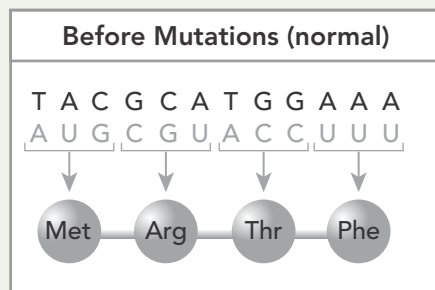 Before Mutations (normal)
T A C G C A T G G A A A
A U G C G U A C C U U U
Met Arg Thr Phe